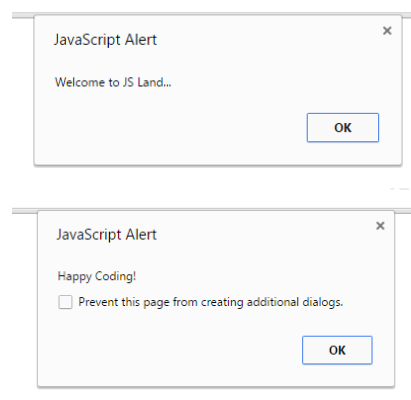 JavaScript Alert
Welcome to JS Land...
OK
JavaScript Alert
Happy Coding!
Prevent this page from creating additional dialogs.
OK